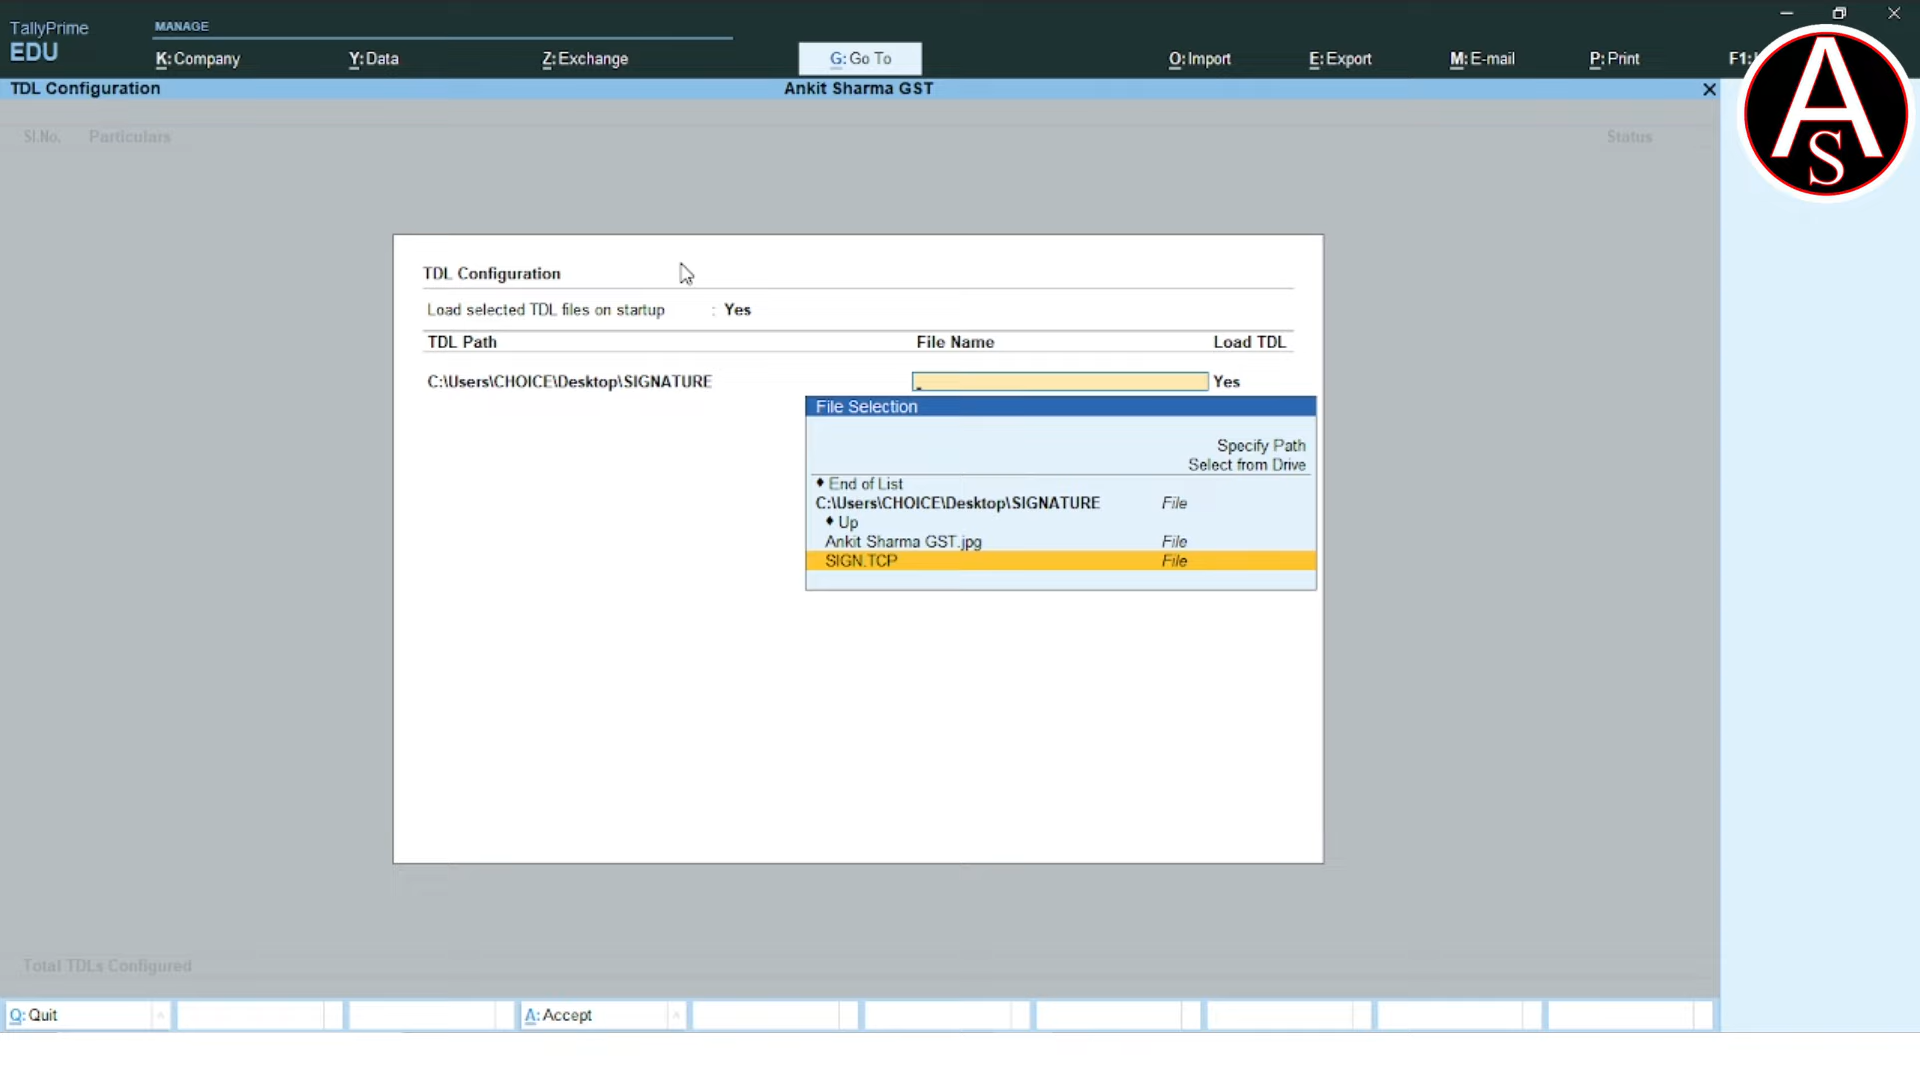 TallyPrime
EDU
MANAGE
K: Company
Y: Data
Z: Exchange
G: Go To
O: Import
E: Export
M: E-mail
P: Print
F1:
AS
TDL Configuration
Ankit Sharma GST
Sl.No. Particulars
Status
TDL Configuration
Load selected TDL files on startup : Yes
TDL Path File Name Load TDL
C:\Users\CHOICE\Desktop\SIGNATURE Yes
File Selection
Specify Path
Select from Drive
♦ End of List
C:\Users\CHOICE\Desktop\SIGNATURE File
♦ Up
Ankit Sharma GST.jpg File
SIGN.TCP File
Total TDLs Configured
Q: Quit
A: Accept